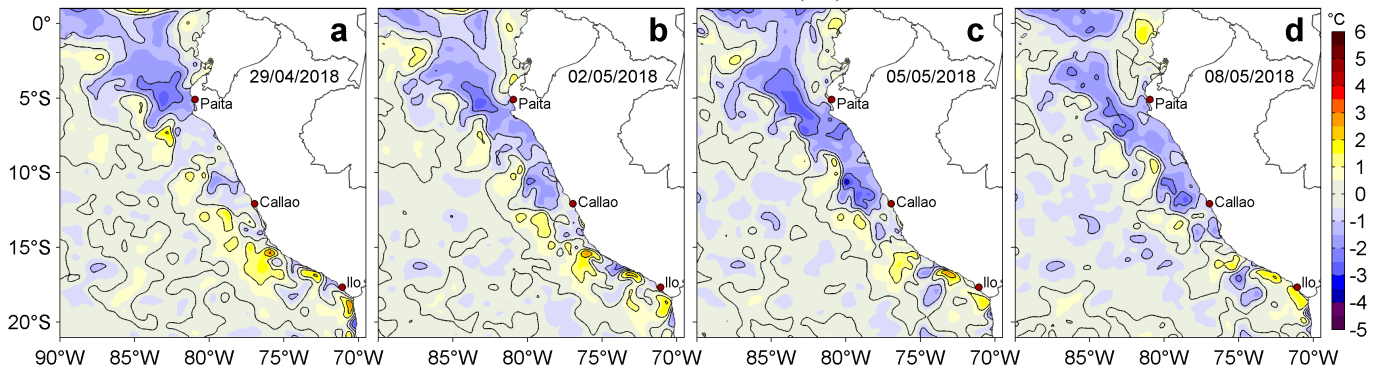 a b c d
°C
0°
5°S
10°S
15°S
20°S
29/04/2018 02/05/2018 05/05/2018 08/05/2018
Paita Paita Paita Paita
Callao Callao Callao Callao
Ilo Ilo Ilo Ilo
90°W 85°W 80°W 75°W 70°W 85°W 80°W 75°W 70°W 85°W 80°W 75°W 70°W 85°W 80°W 75°W 70°W
6
5
4
3
2
1
0
-1
-2
-3
-4
-5